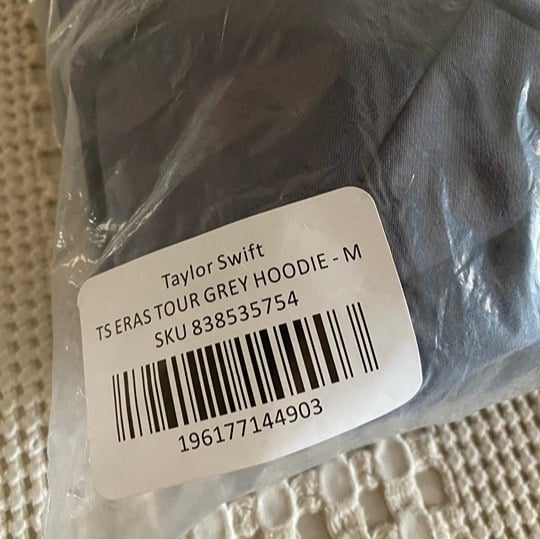 Taylor Swift
TS ERAS TOUR GREY HOODIE - M
SKU 838535754
196177144903